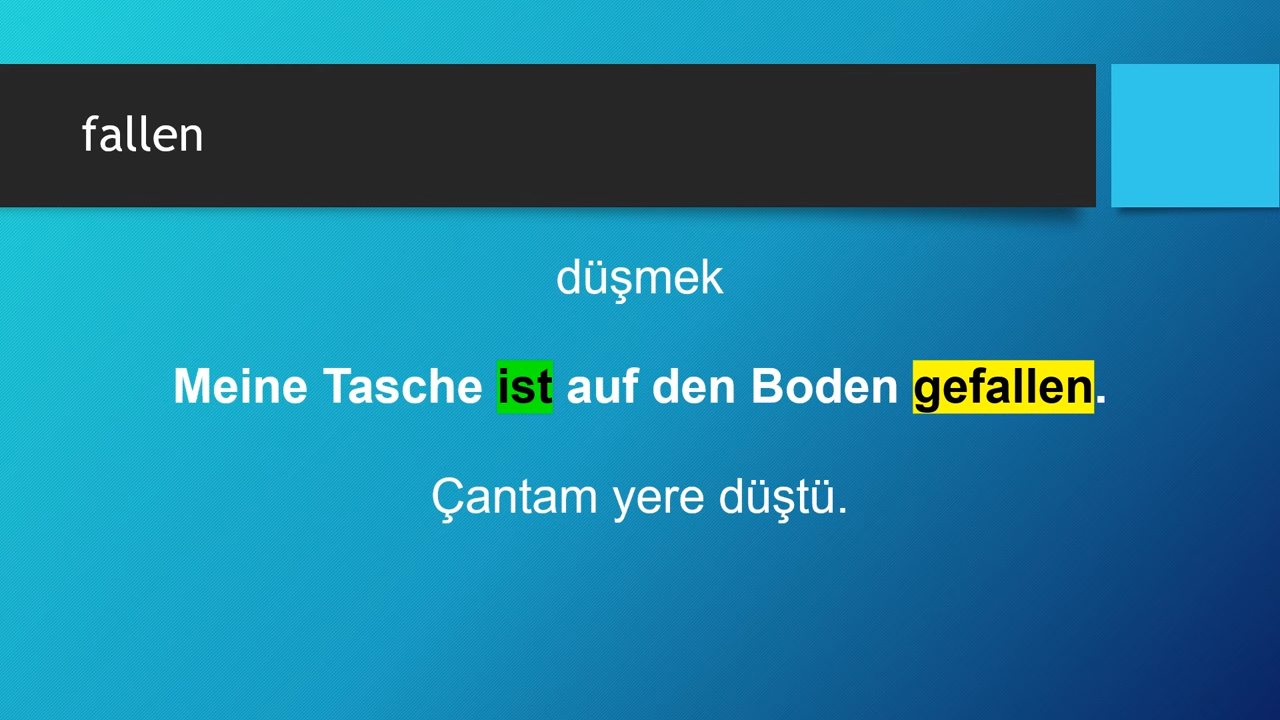 fallen
düşmek
Meine Tasche ist auf den Boden gefallen.
Çantam yere düştü.